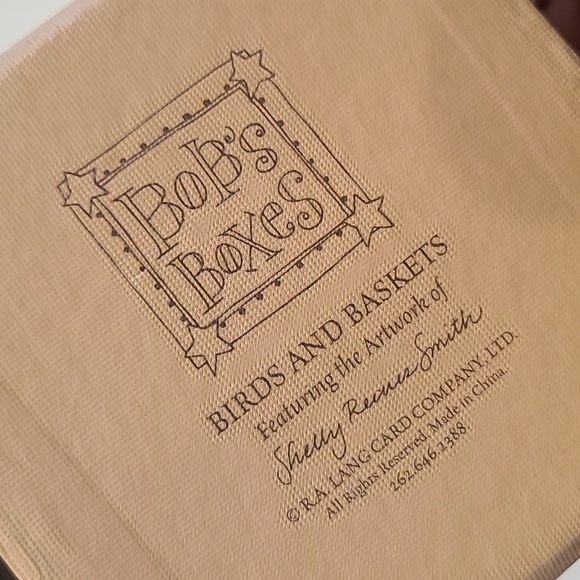 BOB'S
BOXES
BIRDS AND BASKETS
Featuring the Artwork of
Shelly Reeves Smith
© R.A. LANG CARD COMPANY, LTD.
All Rights Reserved. Made in China.
262.646.2388.